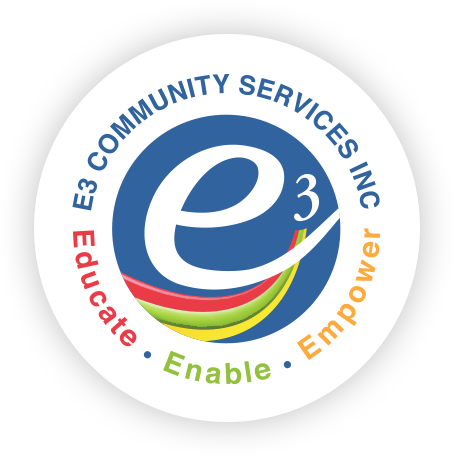 E3 COMMUNITY SERVICES INC
e3
Educate • Enable • Empower